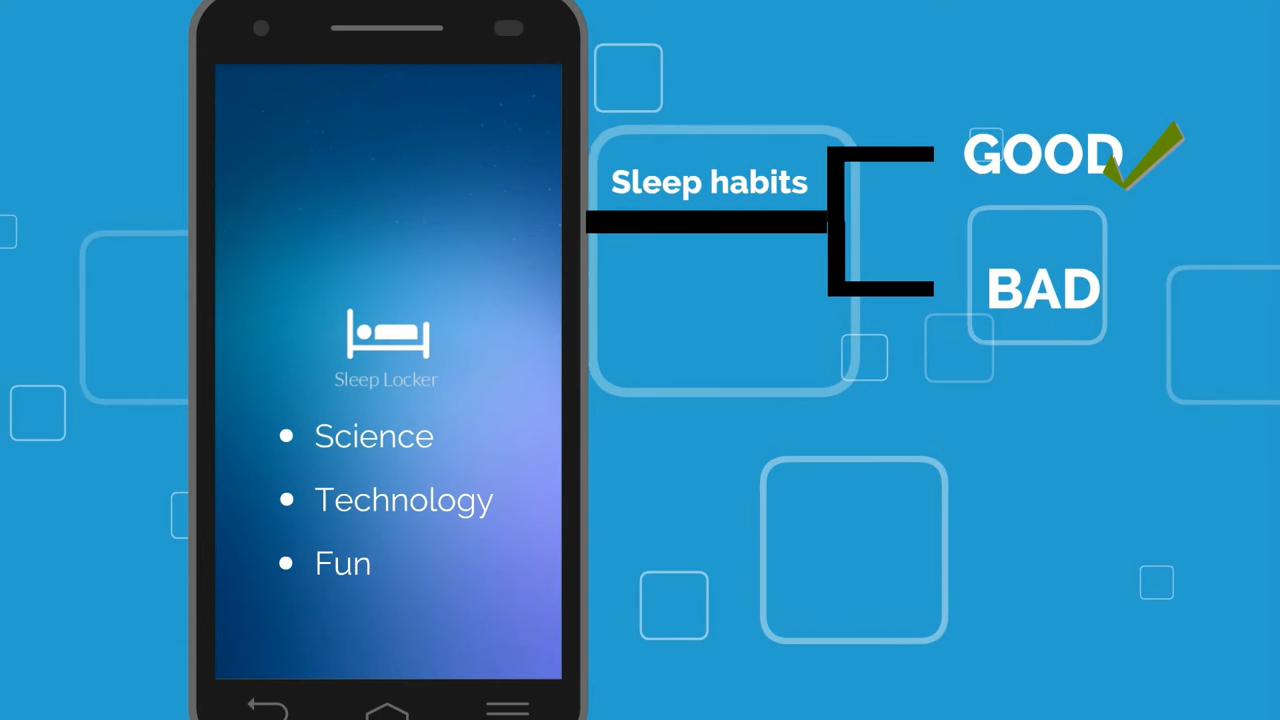 Sleep Locker
Science
Technology
Fun
Sleep habits
GOOD
BAD